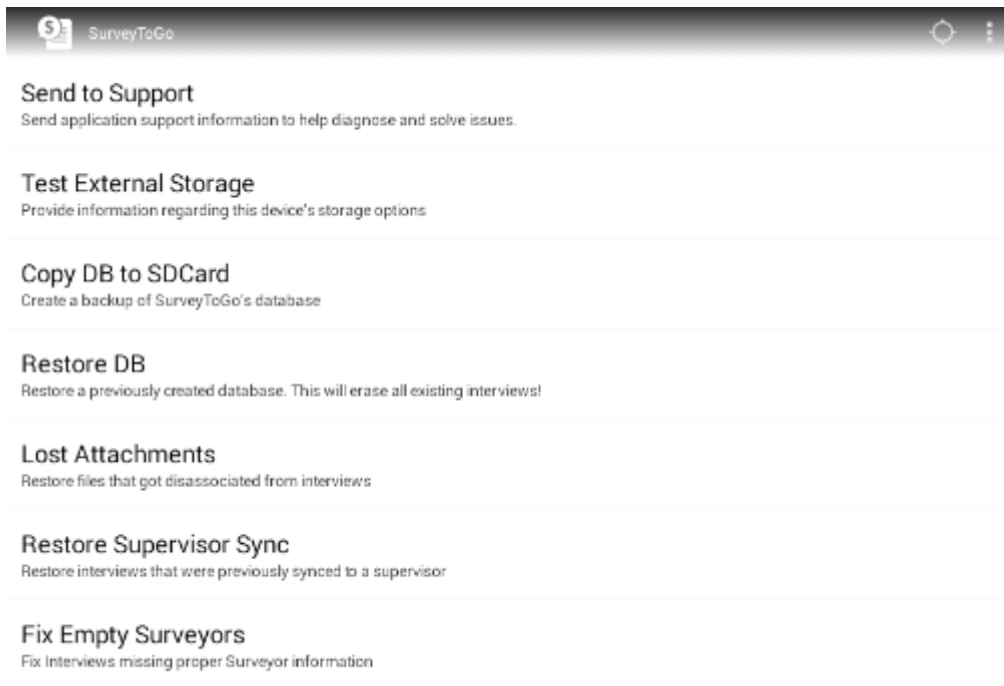 S
SurveyToGo
Send to Support
Send application support information to help diagnose and solve issues.
Test External Storage
Provide information regarding this device's storage options
Copy DB to SDCard
Create a backup of SurveyToGo's database
Restore DB
Restore a previously created database. This will erase all existing interviews!
Lost Attachments
Restore files that got disassociated from interviews
Restore Supervisor Sync
Restore interviews that were previously synced to a supervisor
Fix Empty Surveyors
Fix Interviews missing proper Surveyor information